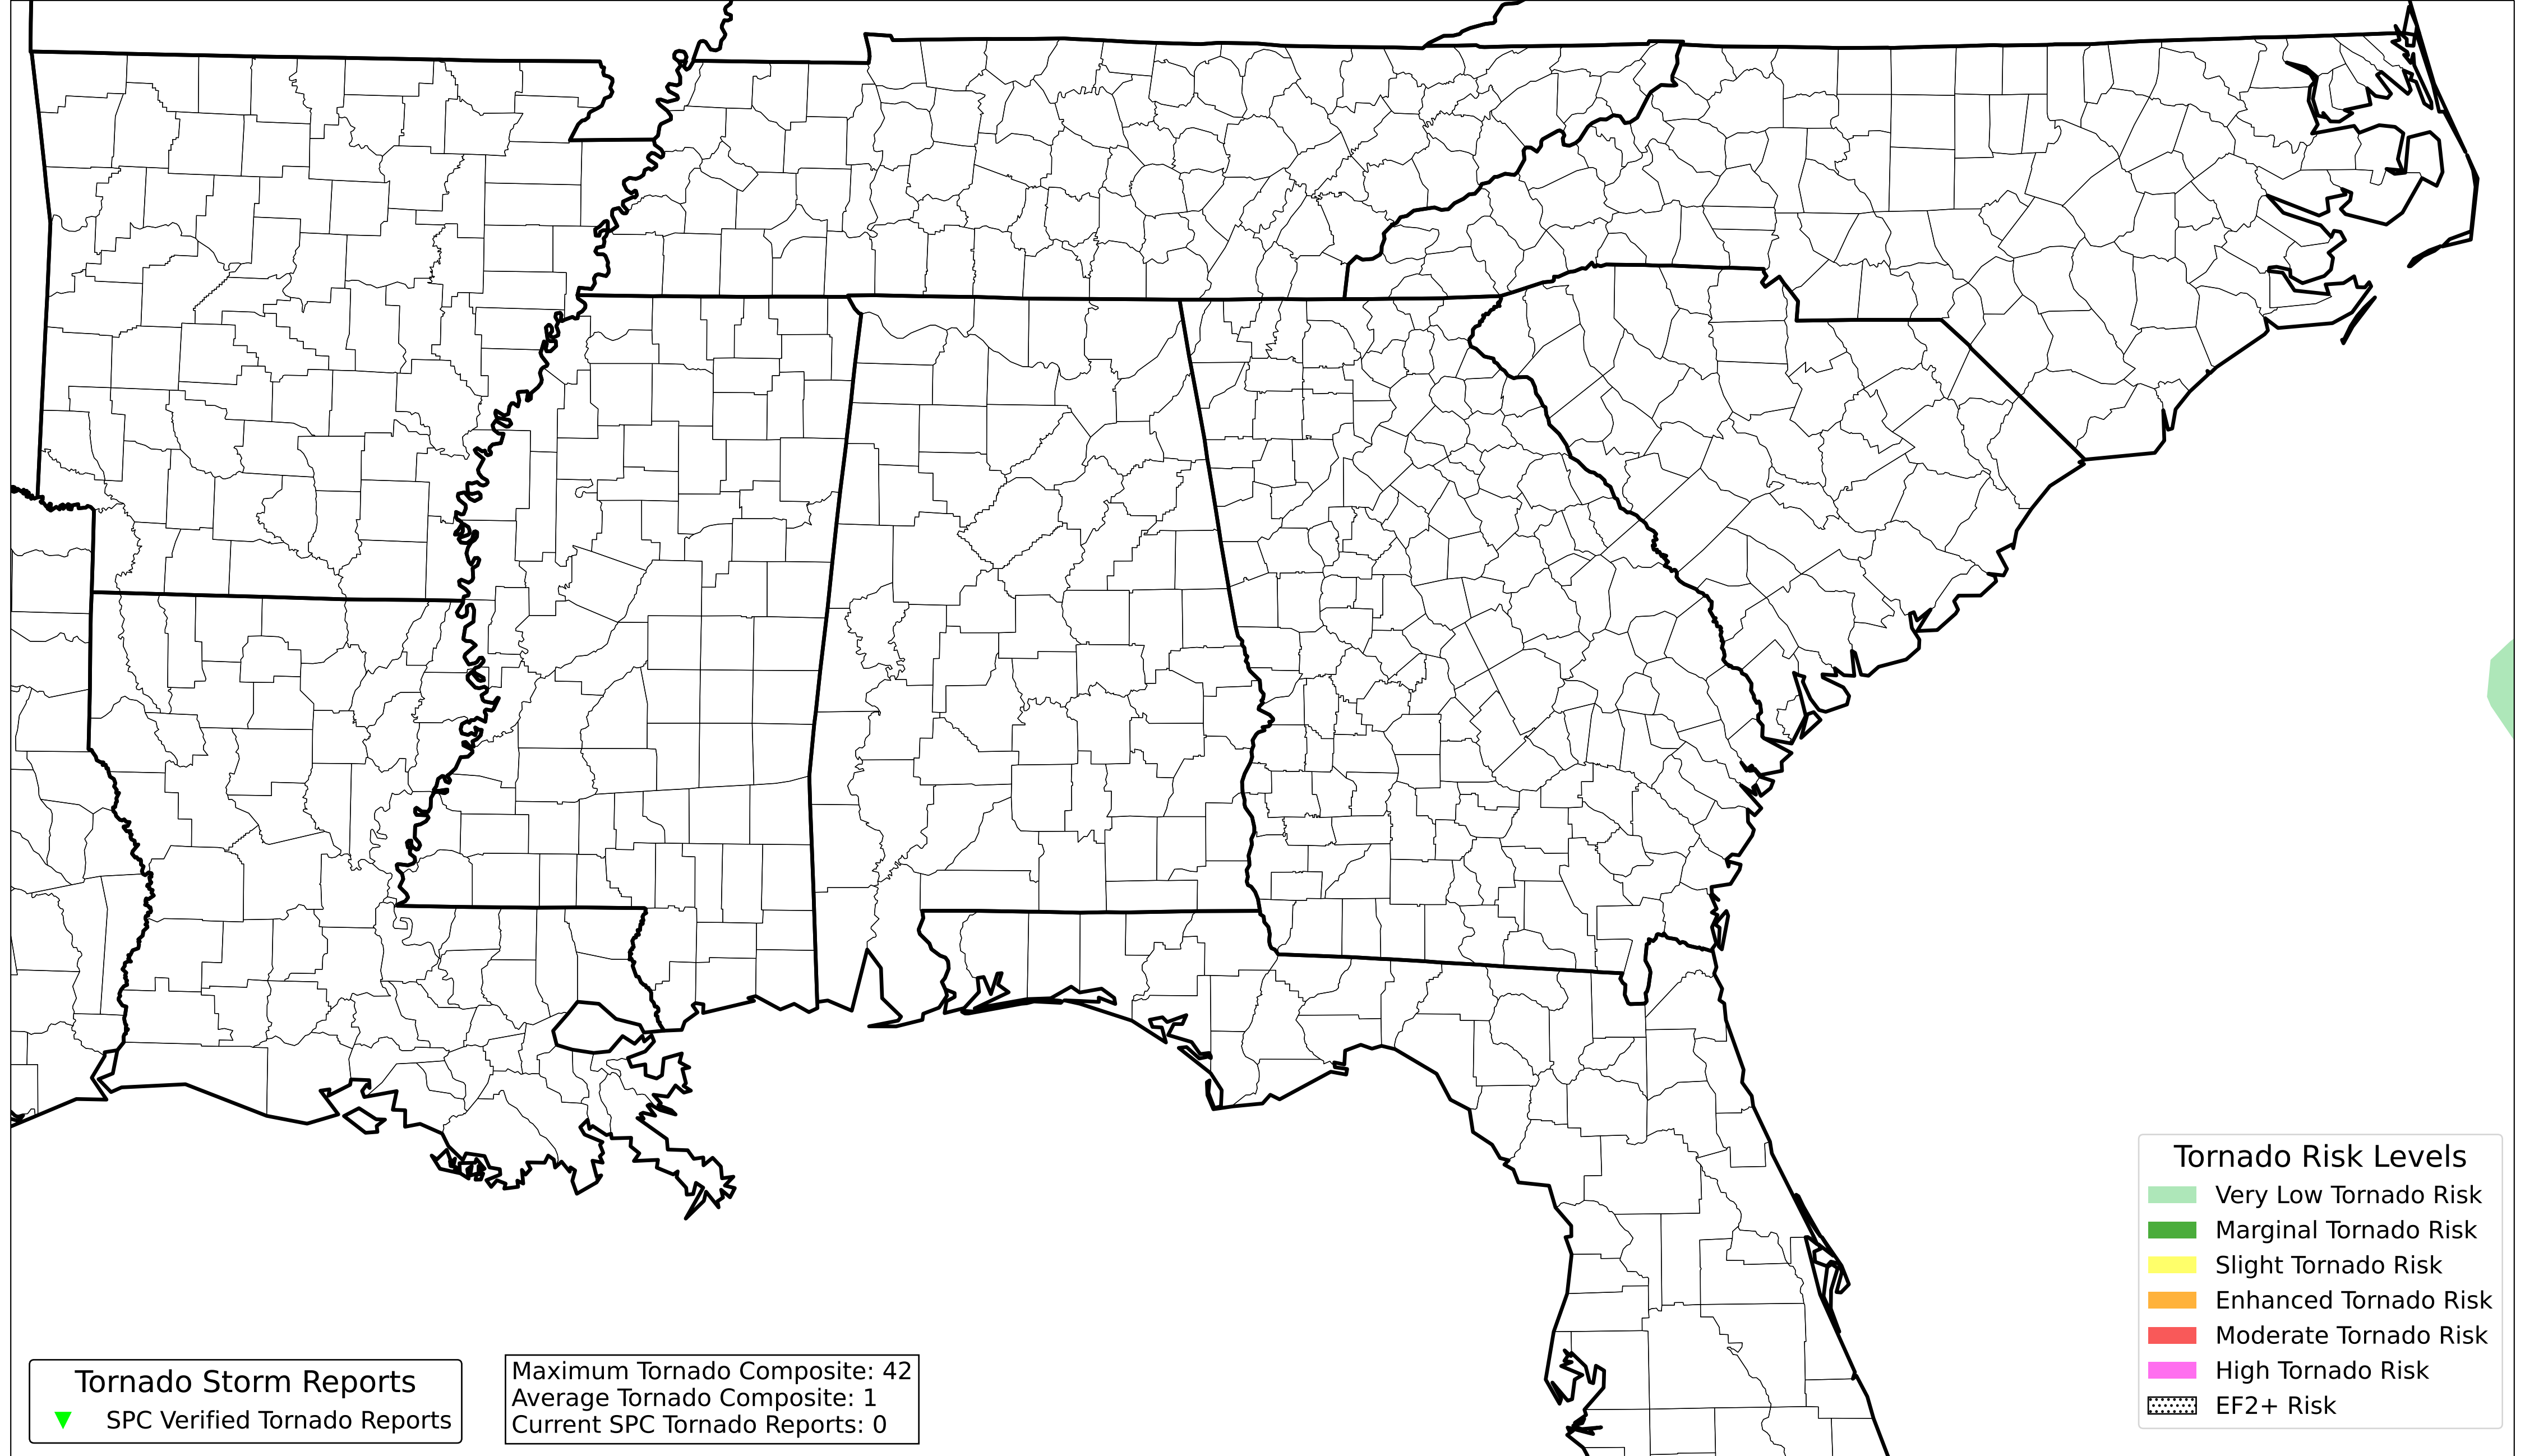 Tornado Risk Levels
Very Low Tornado Risk
Marginal Tornado Risk
Slight Tornado Risk
Enhanced Tornado Risk
Moderate Tornado Risk
High Tornado Risk
EF2+ Risk
Tornado Storm Reports
SPC Verified Tornado Reports
Maximum Tornado Composite: 42
Average Tornado Composite: 1
Current SPC Tornado Reports: 0